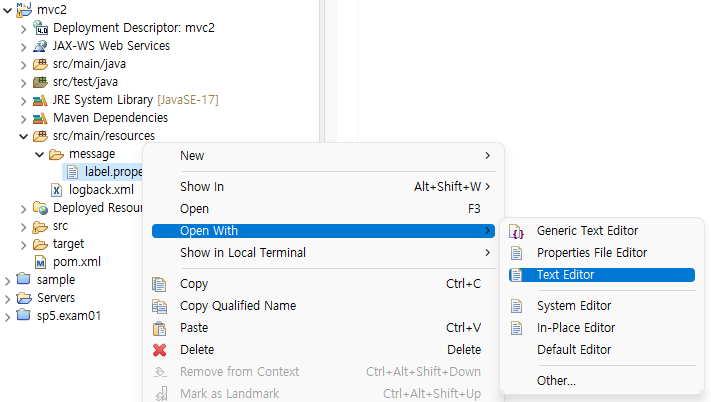 mvc2
Deployment Descriptor: mvc2
JAX-WS Web Services
src/main/java
src/test/java
JRE System Library [JavaSE-17]
Maven Dependencies
src/main/resources
message
label.prope
logback.xml
Deployed Resour
src
target
pom.xml
sample
Servers
sp5.exam01
New
Show In Alt+Shift+W
Open F3
Open With
Show in Local Terminal
Copy Ctrl+C
Copy Qualified Name
Paste Ctrl+V
Delete Delete
Remove from Context Ctrl+Alt+Shift+Down
Mark as Landmark Ctrl+Alt+Shift+Up
Generic Text Editor
Properties File Editor
Text Editor
System Editor
In-Place Editor
Default Editor
Other...